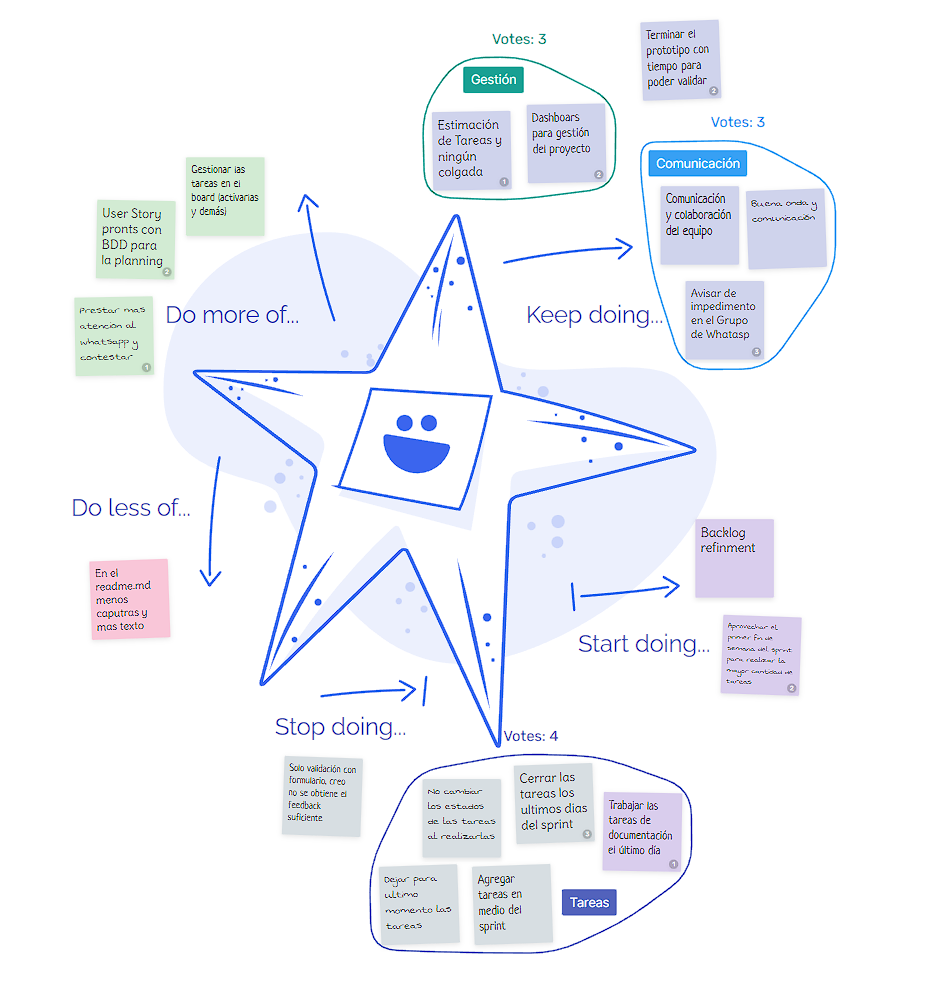 Votes: 3
Gestión
Estimación
de Tareas y
ningún
colgada
1
Dashboars
para gestión
del proyecto
2
Terminar el
prototipo con
tiempo para
poder validar
2
Votes: 3
Comunicación
Comunicación
y colaboración
del equipo
Buena onda y
comunicación
Avisar de
impedimento
en el Grupo
de Whatasp
3
Keep doing...
Gestionar las
tareas en el
board (activarlas
y demás)
User Story
pronts con
BDD para
la planning
2
Prestar mas
atencion al
whatsapp y
contestar
1
Do more of...
Do less of...
En el
readme.md
menos
caputras y
mas texto
Backlog
refinment
Start doing...
Aprovechar el
primer fin de
semana del sprint
para realizar la
mayor cantidad de
tareas
2
Stop doing...
Votes: 4
Solo validación con
formulario, creo
no se obtiene el
feedback
suficiente
No cambiar
los estados
de las tareas
al realizarlas
Cerrar las
tareas los
ultimos dias
del sprint
3
Trabajar las
tareas de
documentación
el último día
1
Dejar para
ultimo
momento las
tareas
Agregar
tareas en
medio del
sprint
Tareas